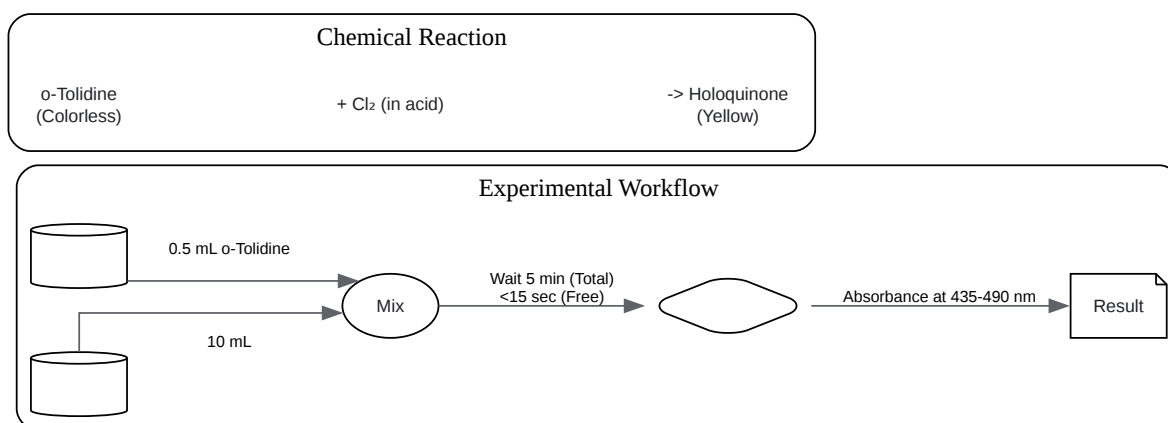 Chemical Reaction
o-Tolidine
(Colorless)
+ Cl₂ (in acid)
-> Holoquinone
(Yellow)
Experimental Workflow
0.5 mL o-Tolidine
10 mL
Mix
Wait 5 min (Total)
<15 sec (Free)
Absorbance at 435-490 nm
Result